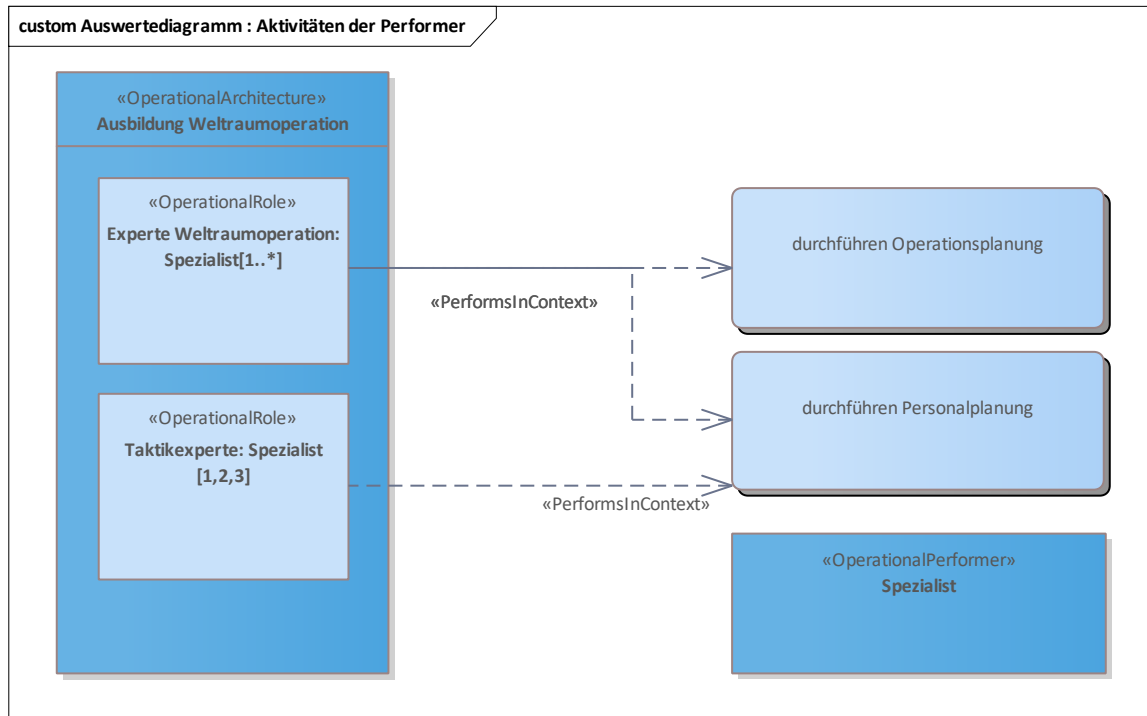 custom Auswertediagramm : Aktivitäten der Performer
«OperationalArchitecture»
Ausbildung Weltraumoperation
«OperationalRole»
Experte Weltraumoperation:
Spezialist[1..*]
«OperationalRole»
Taktikexperte: Spezialist
[1,2,3]
«PerformsInContext»
«PerformsInContext»
durchführen Operationsplanung
durchführen Personalplanung
«OperationalPerformer»
Spezialist